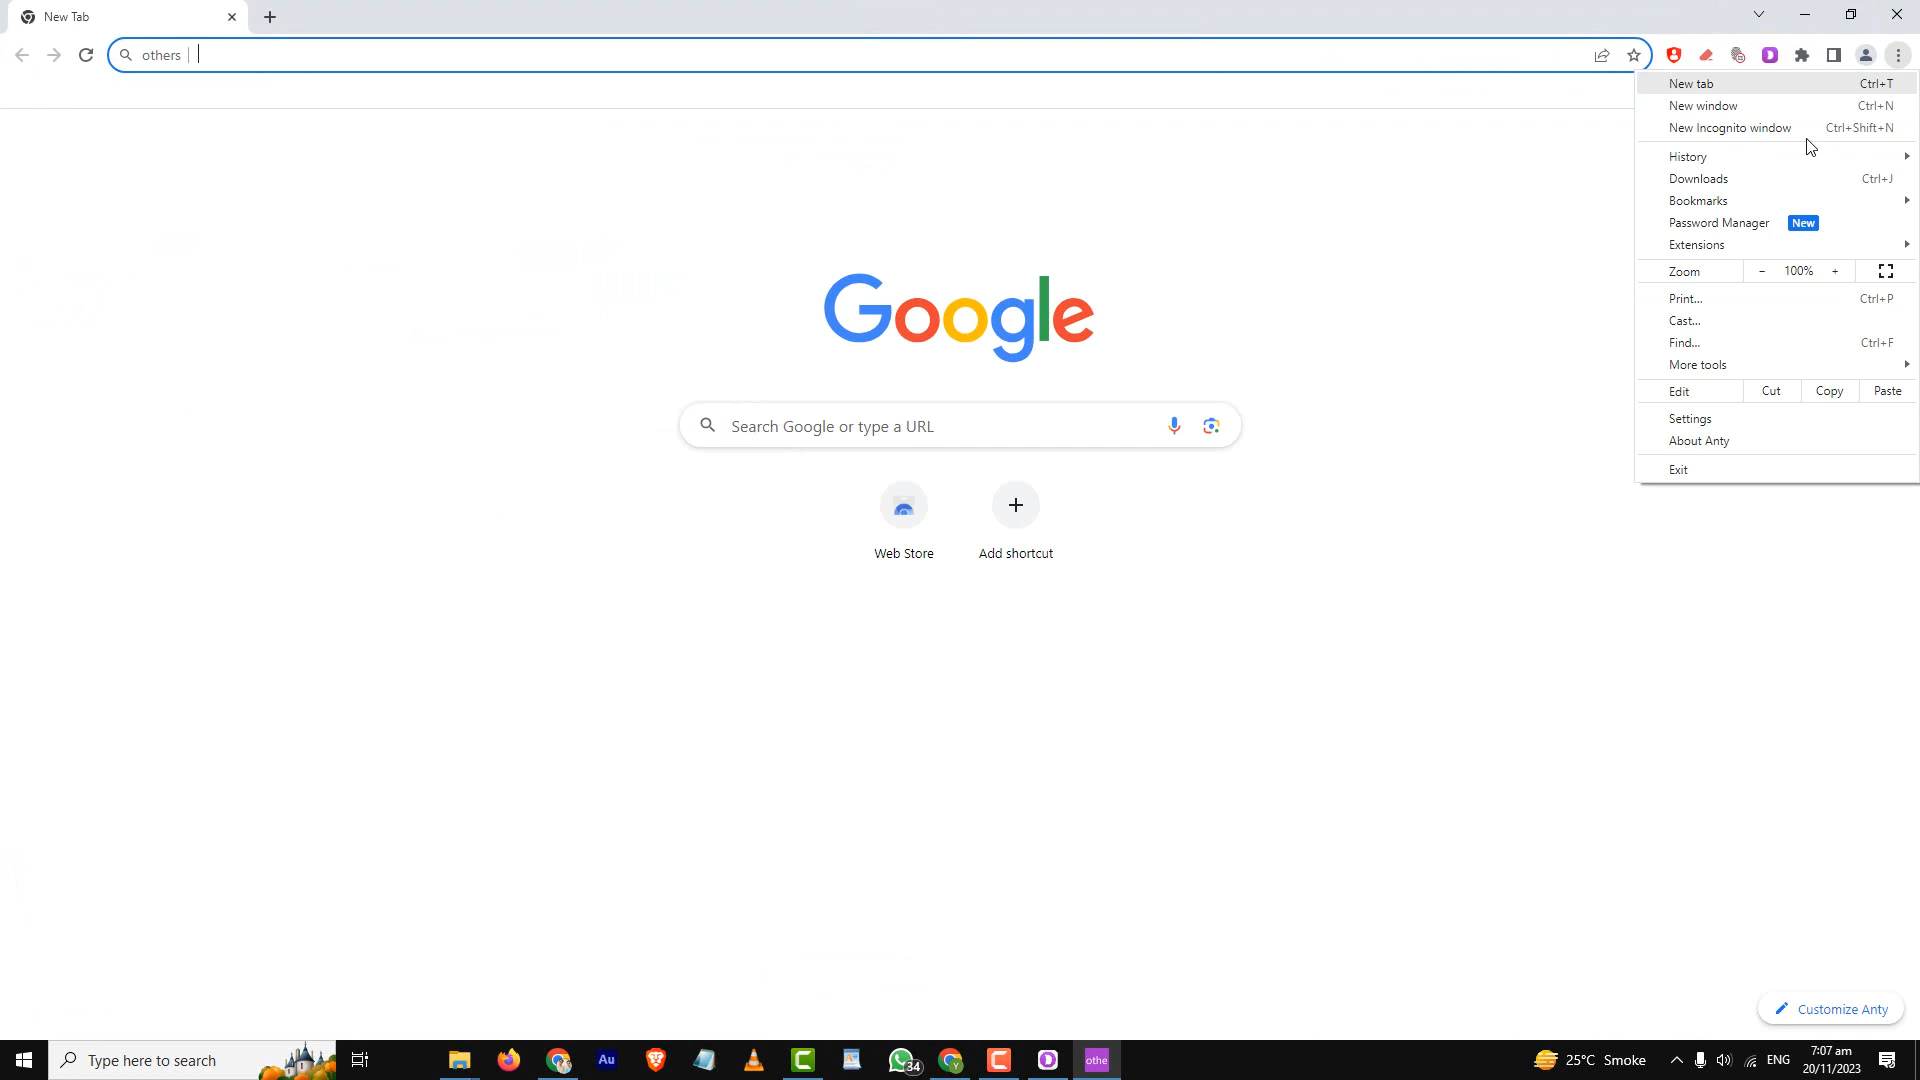 New Tab
others
New tab Ctrl+T
New window Ctrl+N
New Incognito window Ctrl+Shift+N
History
Downloads Ctrl+J
Bookmarks
Password Manager New
Extensions
Zoom − 100% +
Print... Ctrl+P
Cast...
Find... Ctrl+F
More tools
Edit Cut Copy Paste
Settings
About Anty
Exit
Google
Search Google or type a URL
Web Store Add shortcut
Customize Anty
Type here to search
Au
34
Y
othe
25°C Smoke
ENG
7:07 am
20/11/2023